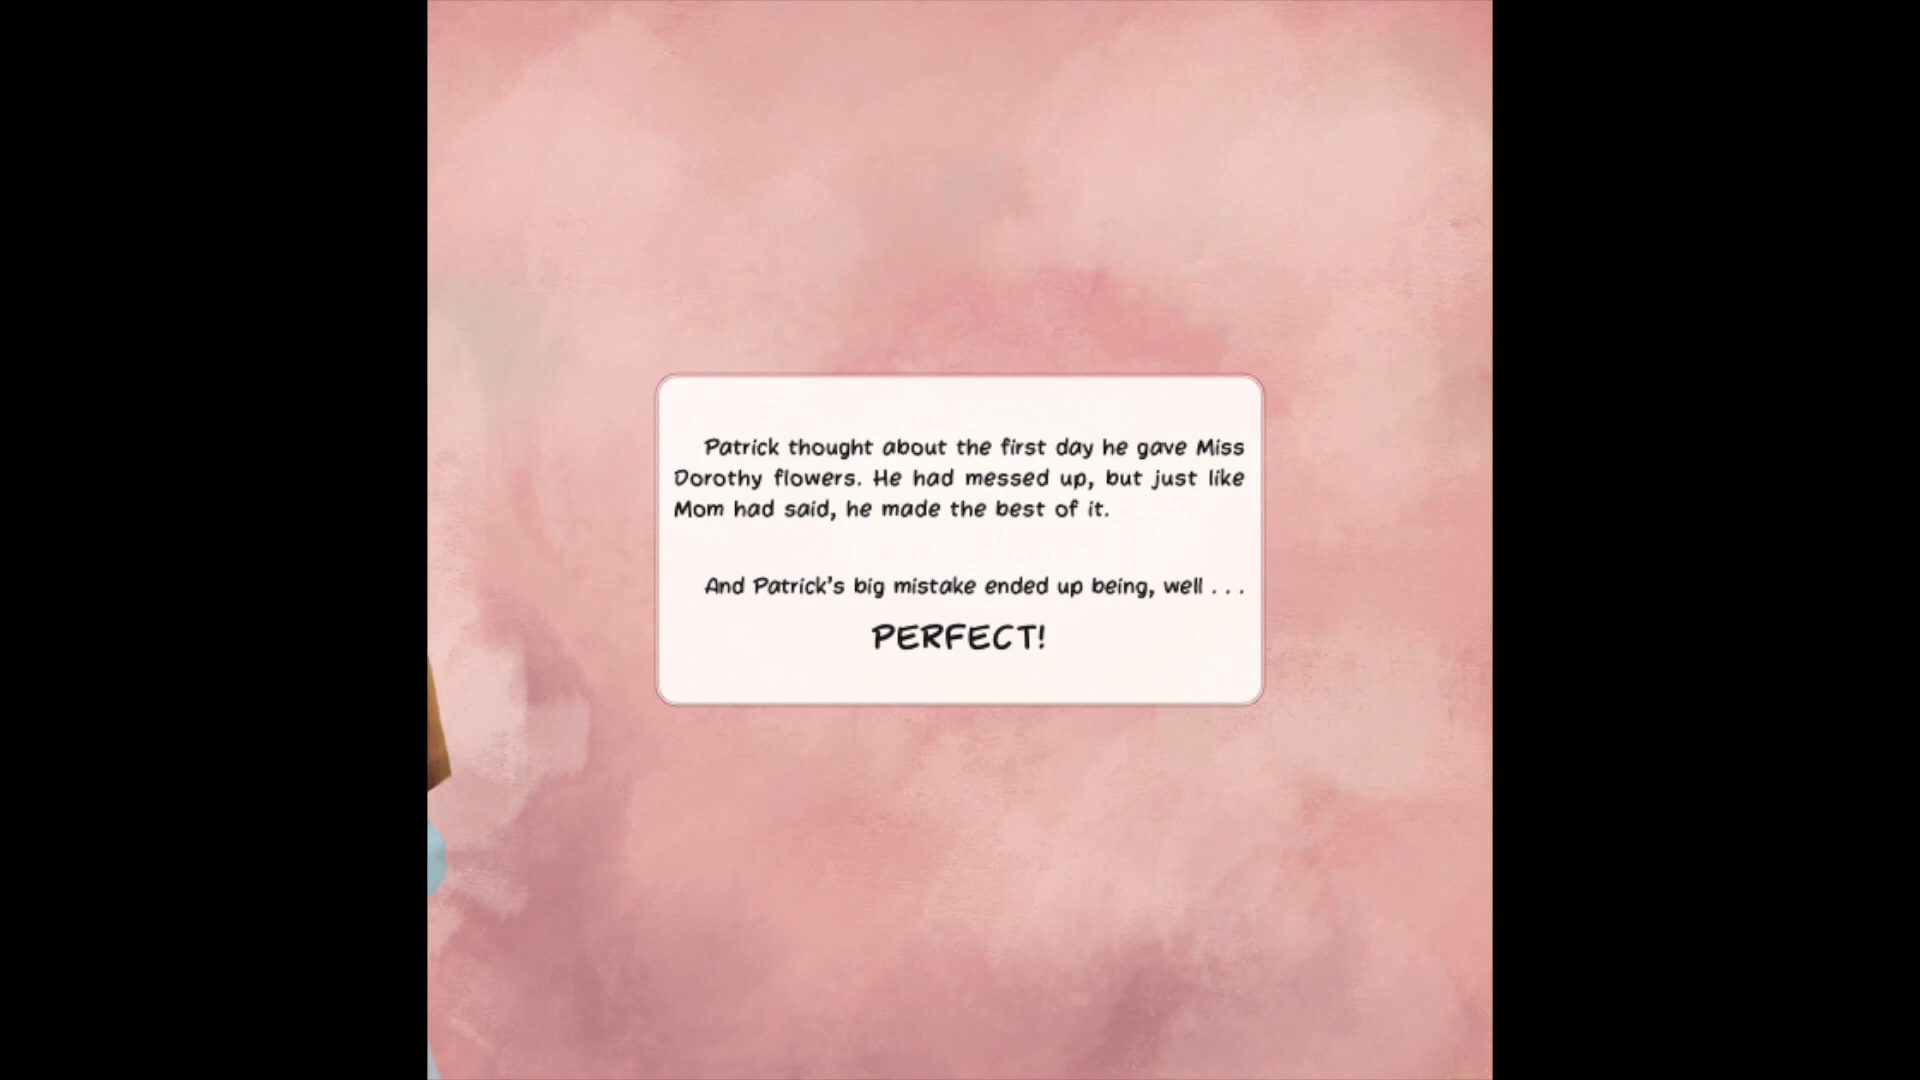 Patrick thought about the first day he gave Miss
Dorothy flowers. He had messed up, but just like
Mom had said, he made the best of it.
And Patrick's big mistake ended up being, well . . .
PERFECT!